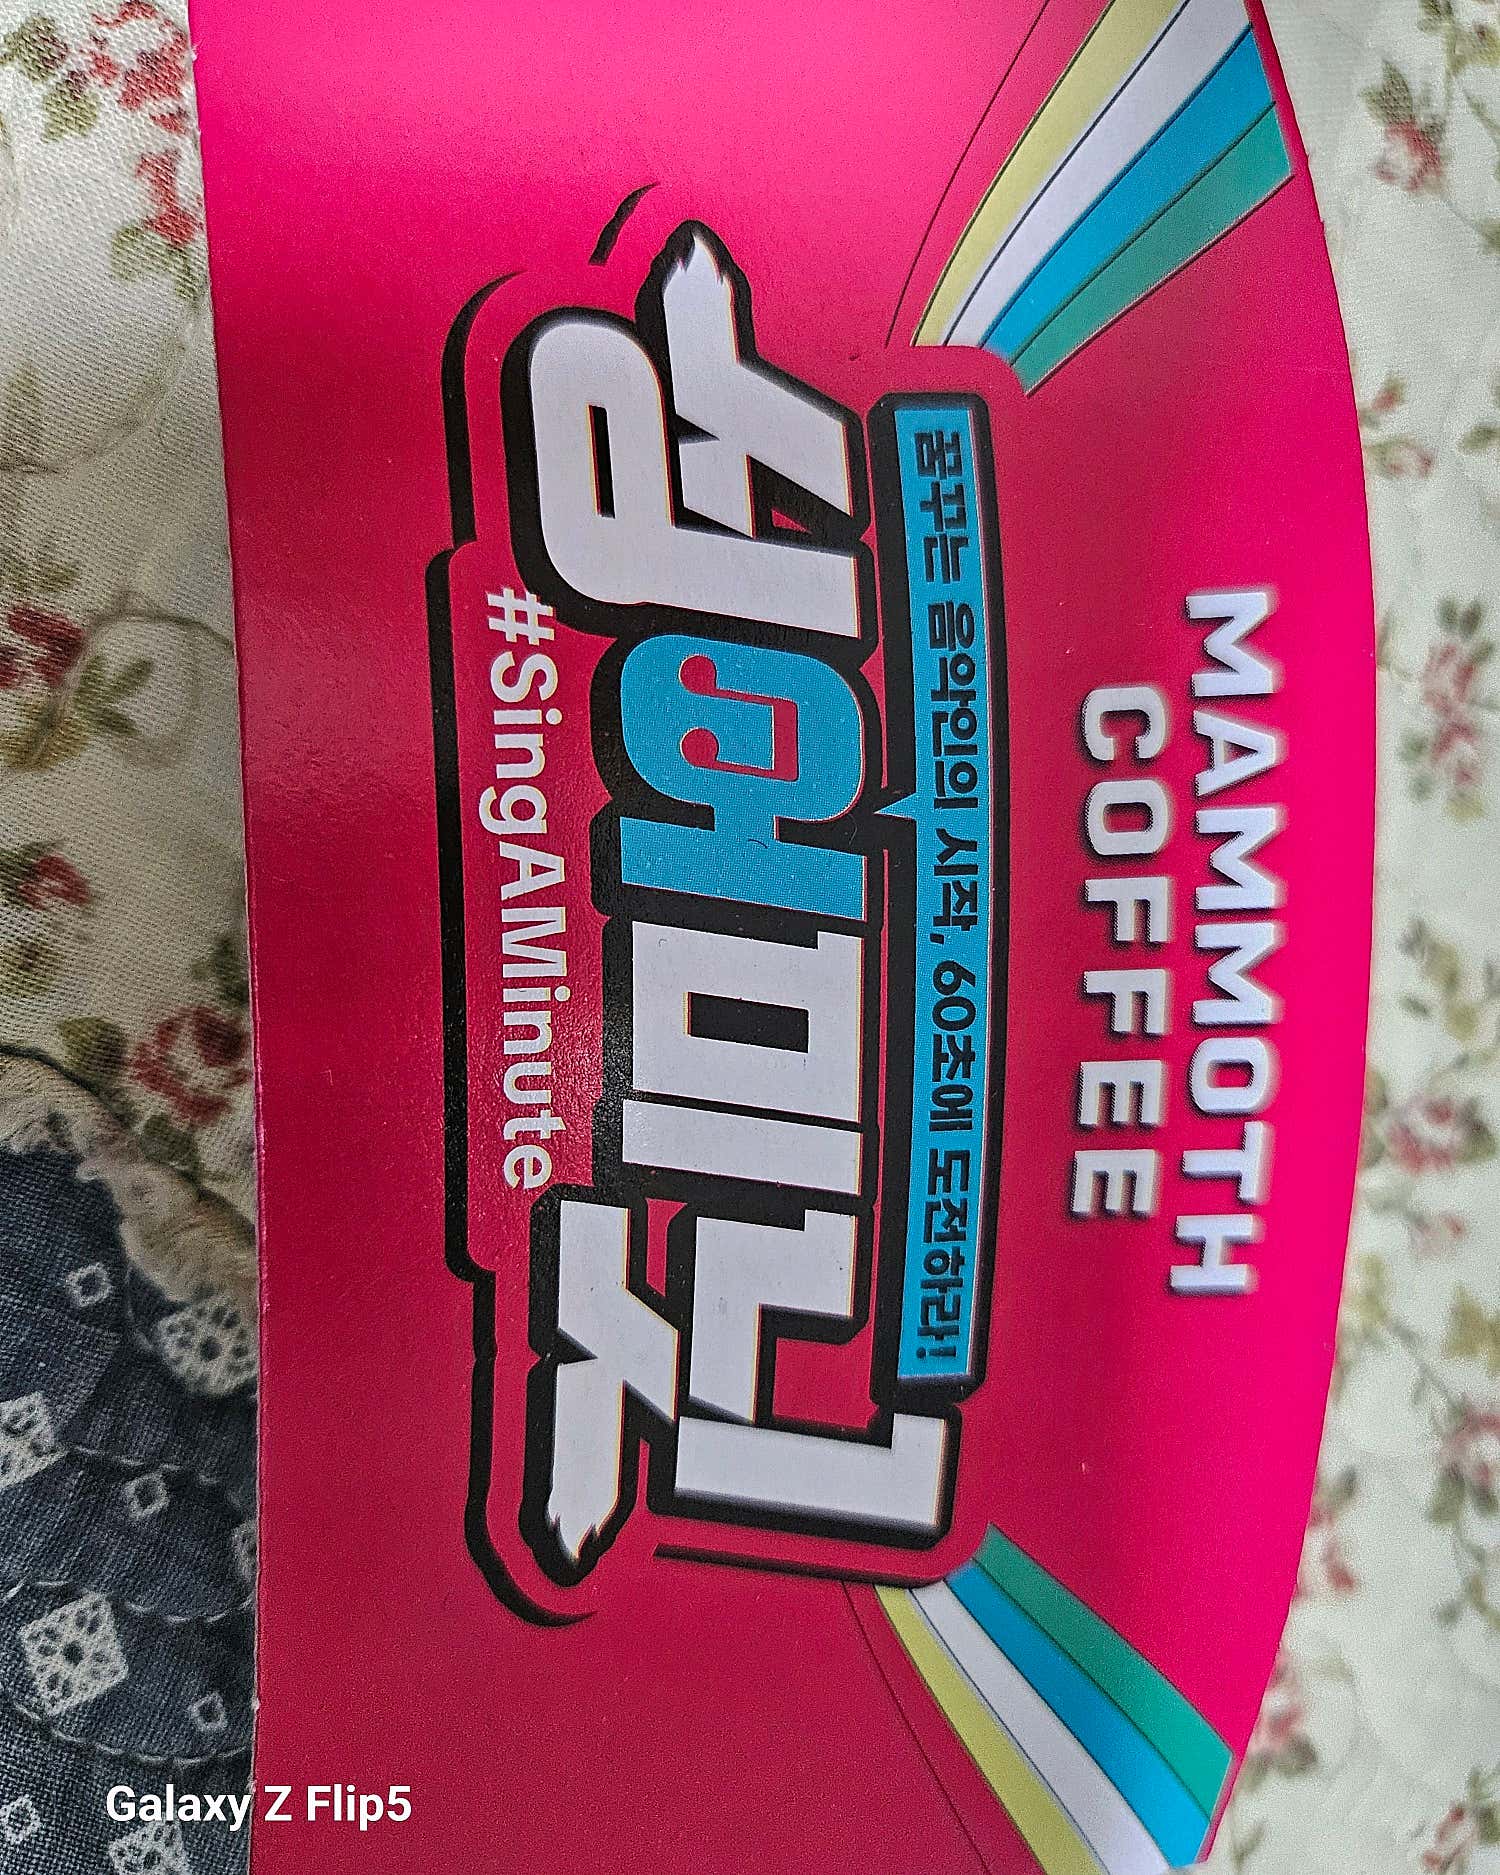 MAMMOTH
COFFEE
꿈꾸는 음악인의 시작, 60초에 도전하라!
싱어미닛
#SingAMinute
Galaxy Z Flip5